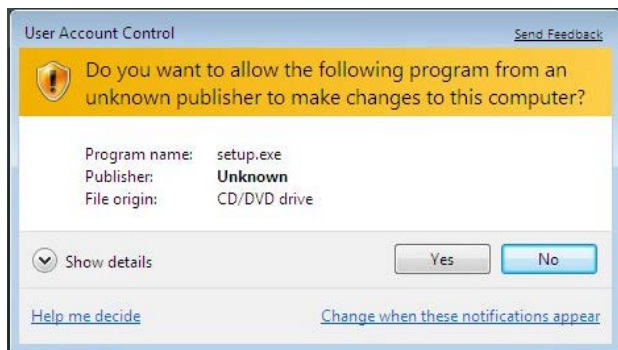 User Account Control
Send Feedback
Do you want to allow the following program from an
unknown publisher to make changes to this computer?
Program name: setup.exe
Publisher: Unknown
File origin: CD/DVD drive
Show details
Yes
No
Help me decide
Change when these notifications appear